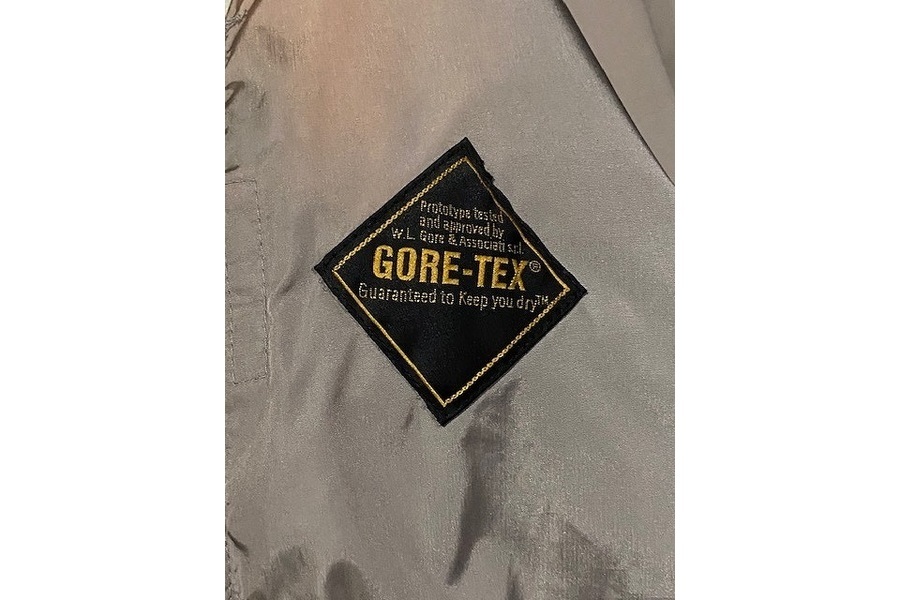 Prototype tested
and approved by
W.L. Gore & Associati s.r.l.
GORE-TEX®
Guaranteed to Keep you dry™